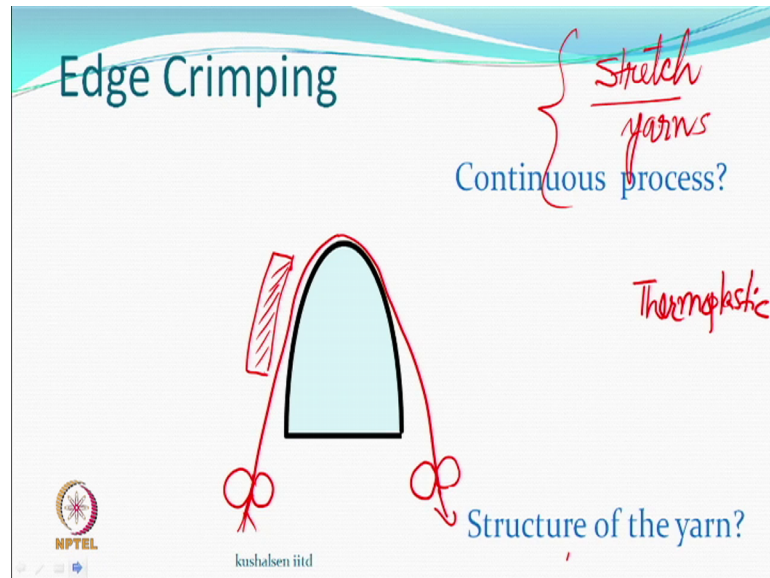 Edge Crimping
stretch
yarns
Continuous process?
Thermoplastic
Structure of the yarn?
NPTEL
kushalsen iitd